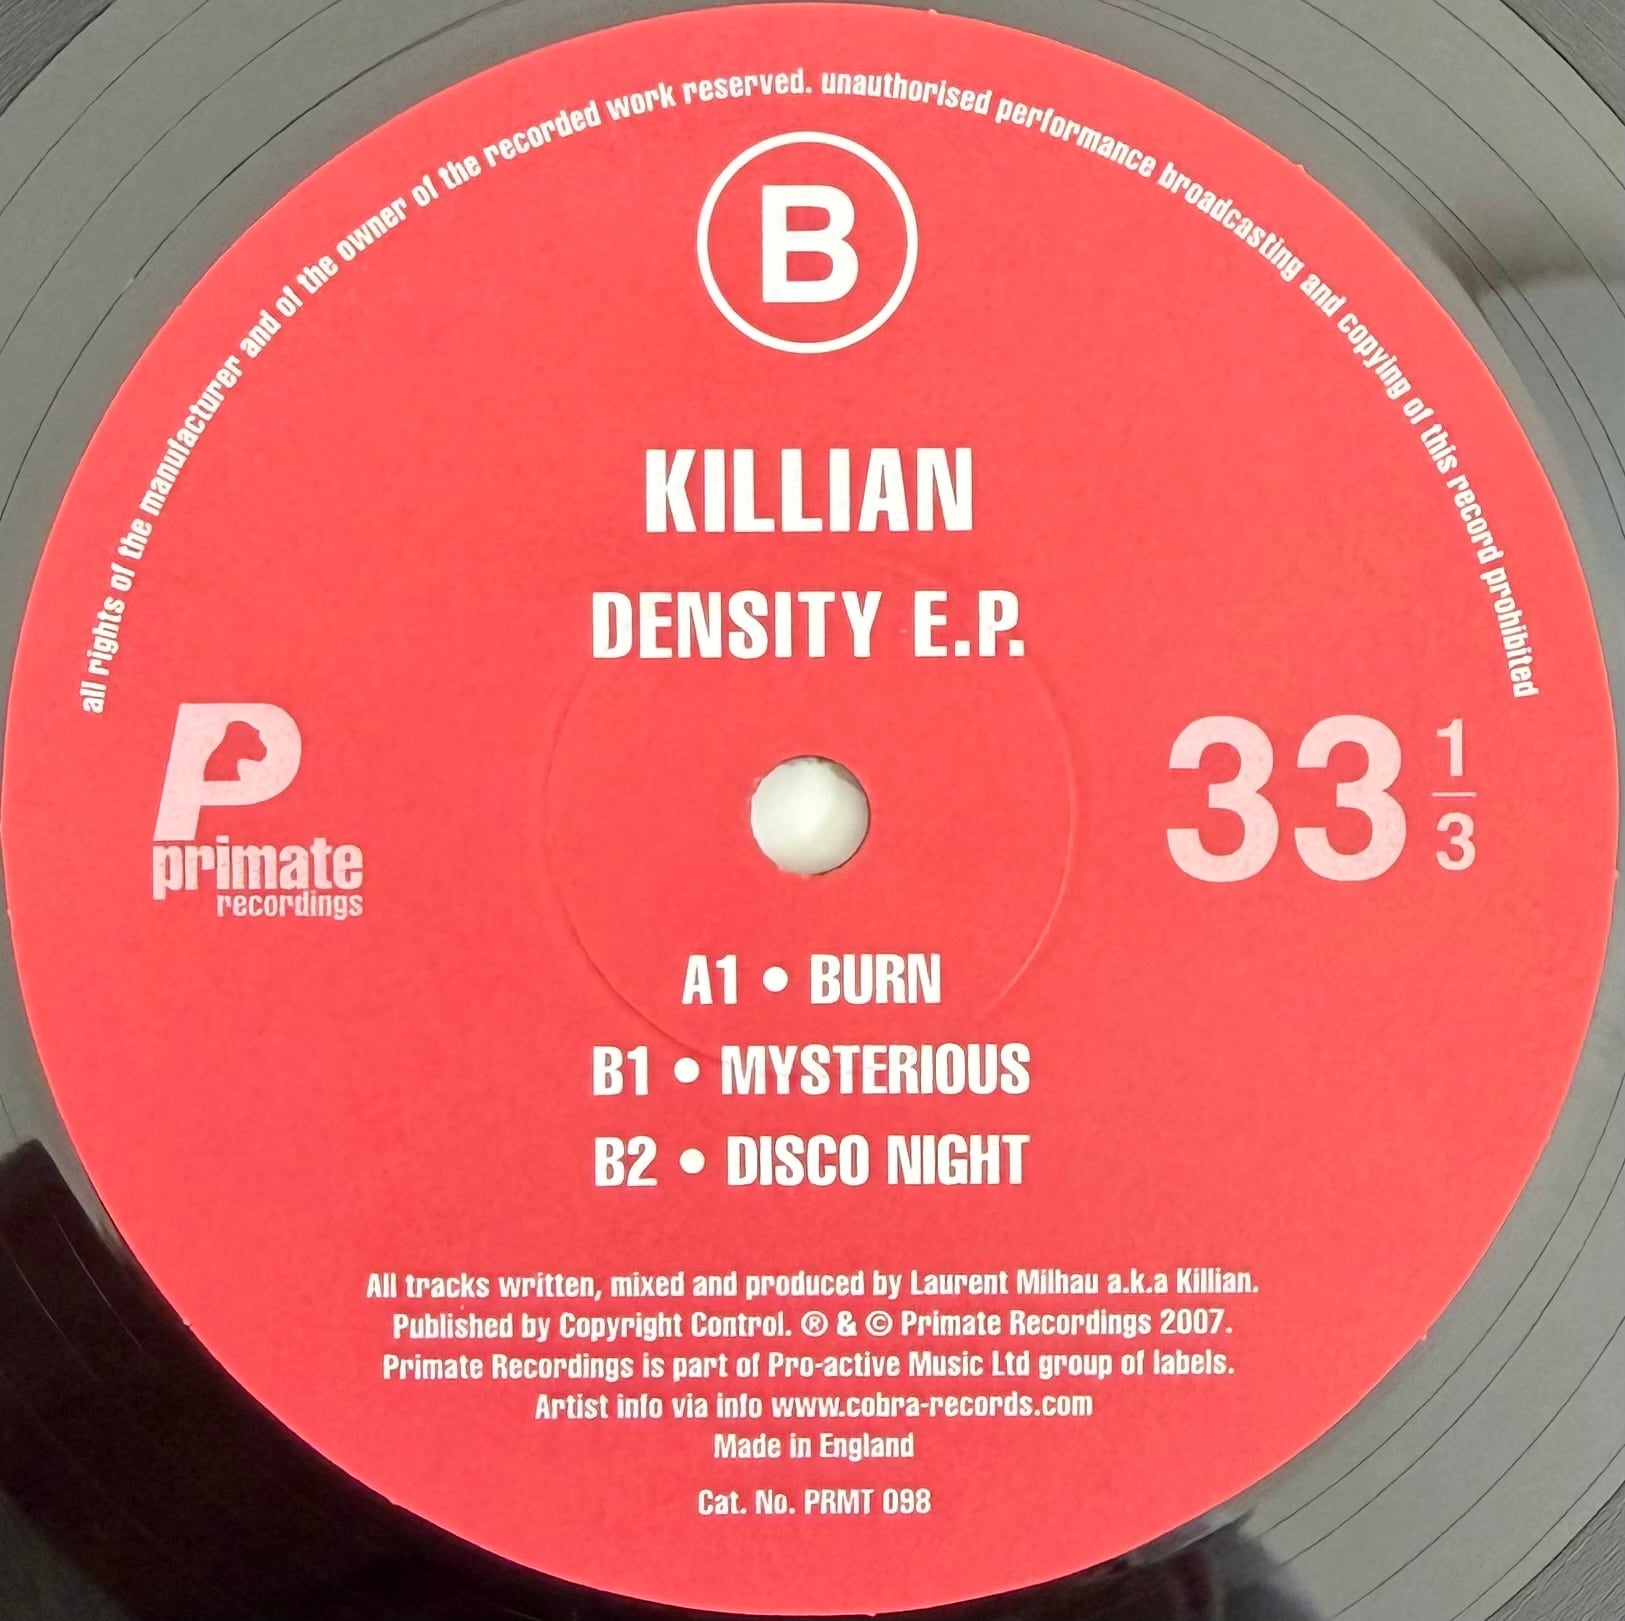 all rights of the manufacturer and of the owner of the recorded work reserved. unauthorised performance broadcasting and copying of this record prohibited
B
KILLIAN
DENSITY E.P.
P
primate
recordings
33 1/3
A1 • BURN
B1 • MYSTERIOUS
B2 • DISCO NIGHT
All tracks written, mixed and produced by Laurent Milhau a.k.a Killian.
Published by Copyright Control. ® & © Primate Recordings 2007.
Primate Recordings is part of Pro-active Music Ltd group of labels.
Artist info via info www.cobra-records.com
Made in England
Cat. No. PRMT 098